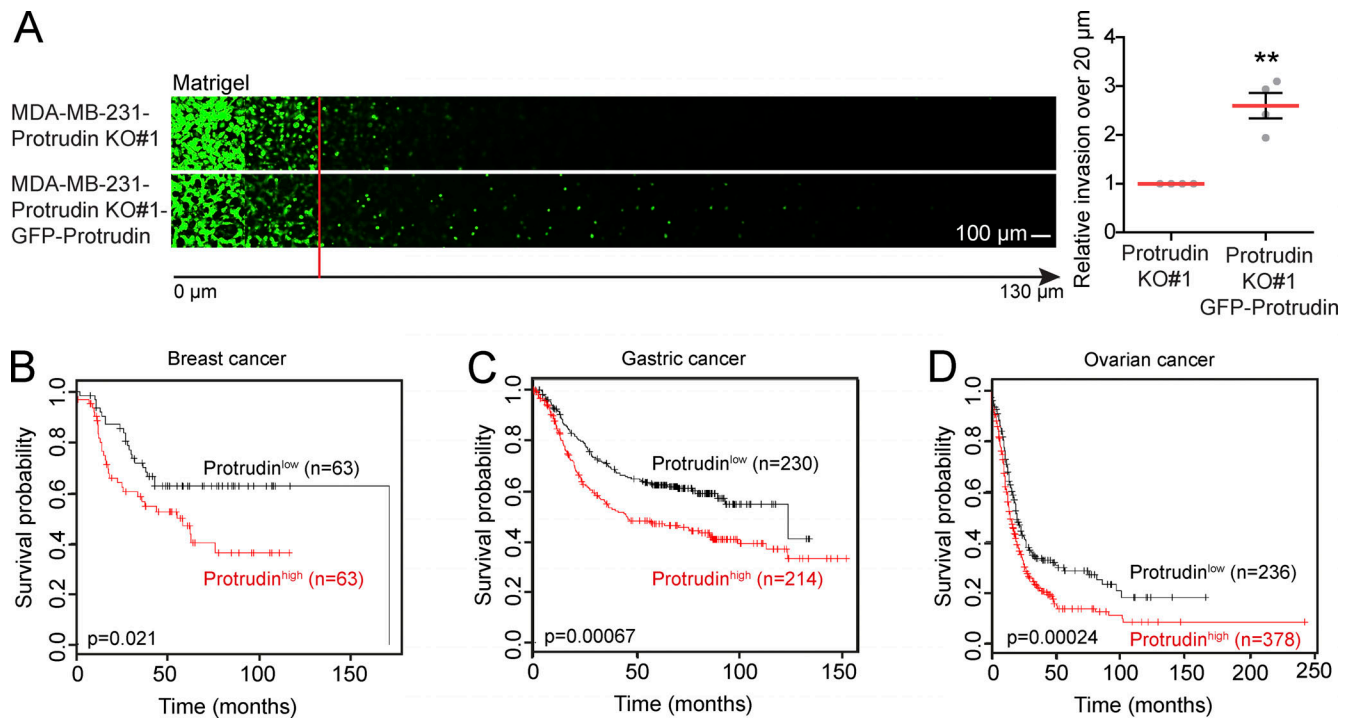 A
Matrigel
MDA-MB-231-
Protrudin KO#1
MDA-MB-231-
Protrudin KO#1-
GFP-Protrudin
100 µm
0 µm
130 µm
Relative invasion over 20 µm
4
3
2
1
0
**
Protrudin
KO#1
Protrudin
KO#1
GFP-Protrudin
B
Breast cancer
Survival probability
1.0
0.8
0.6
0.4
0.2
0.0
Protrudinlow (n=63)
Protrudinhigh (n=63)
p=0.021
0
50
100
150
Time (months)
C
Gastric cancer
Survival probability
1.0
0.8
0.6
0.4
0.2
0.0
Protrudinlow (n=230)
Protrudinhigh (n=214)
p=0.00067
0
50
100
150
Time (months)
D
Ovarian cancer
Survival probability
1.0
0.8
0.6
0.4
0.2
0.0
Protrudinlow (n=236)
Protrudinhigh (n=378)
p=0.00024
0
50
100
150
200
250
Time (months)